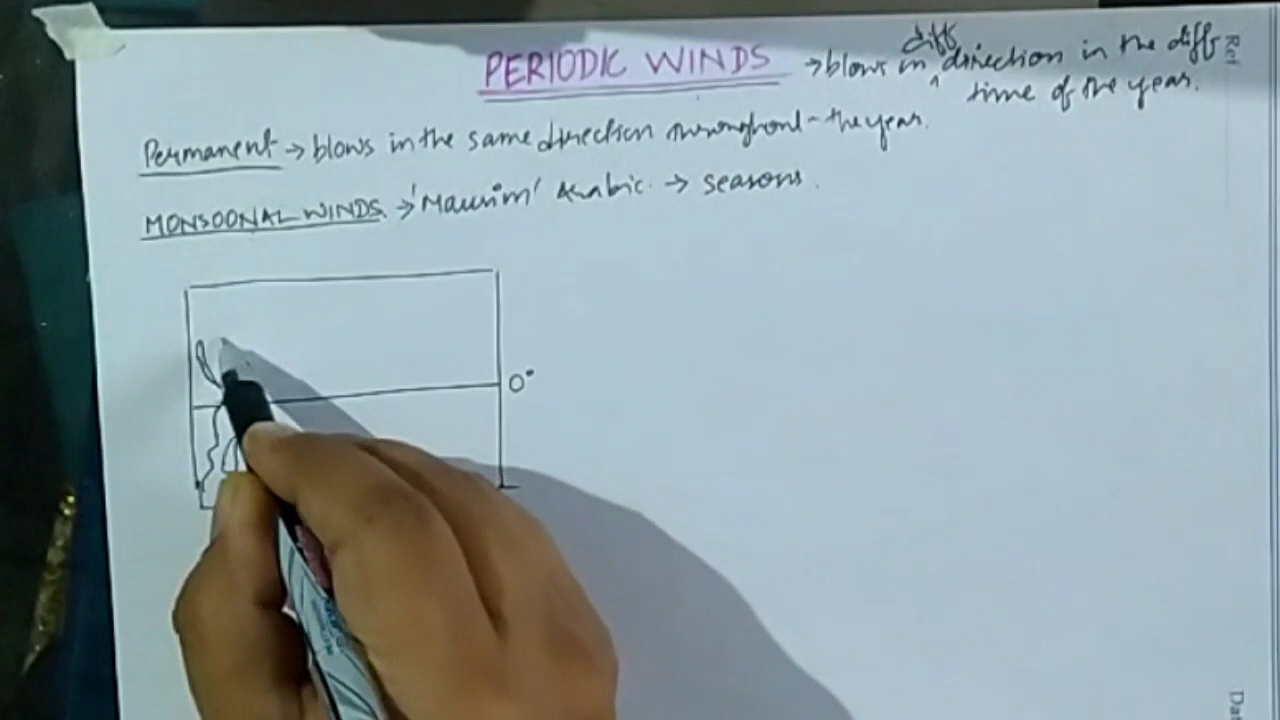 PERIODIC WINDS → blows in diff direction in the diff
time of the year.
Permanent → blows in the same direction throughout the year.
MONSOONAL WINDS → 'Mausim' Arabic → seasons.
0°